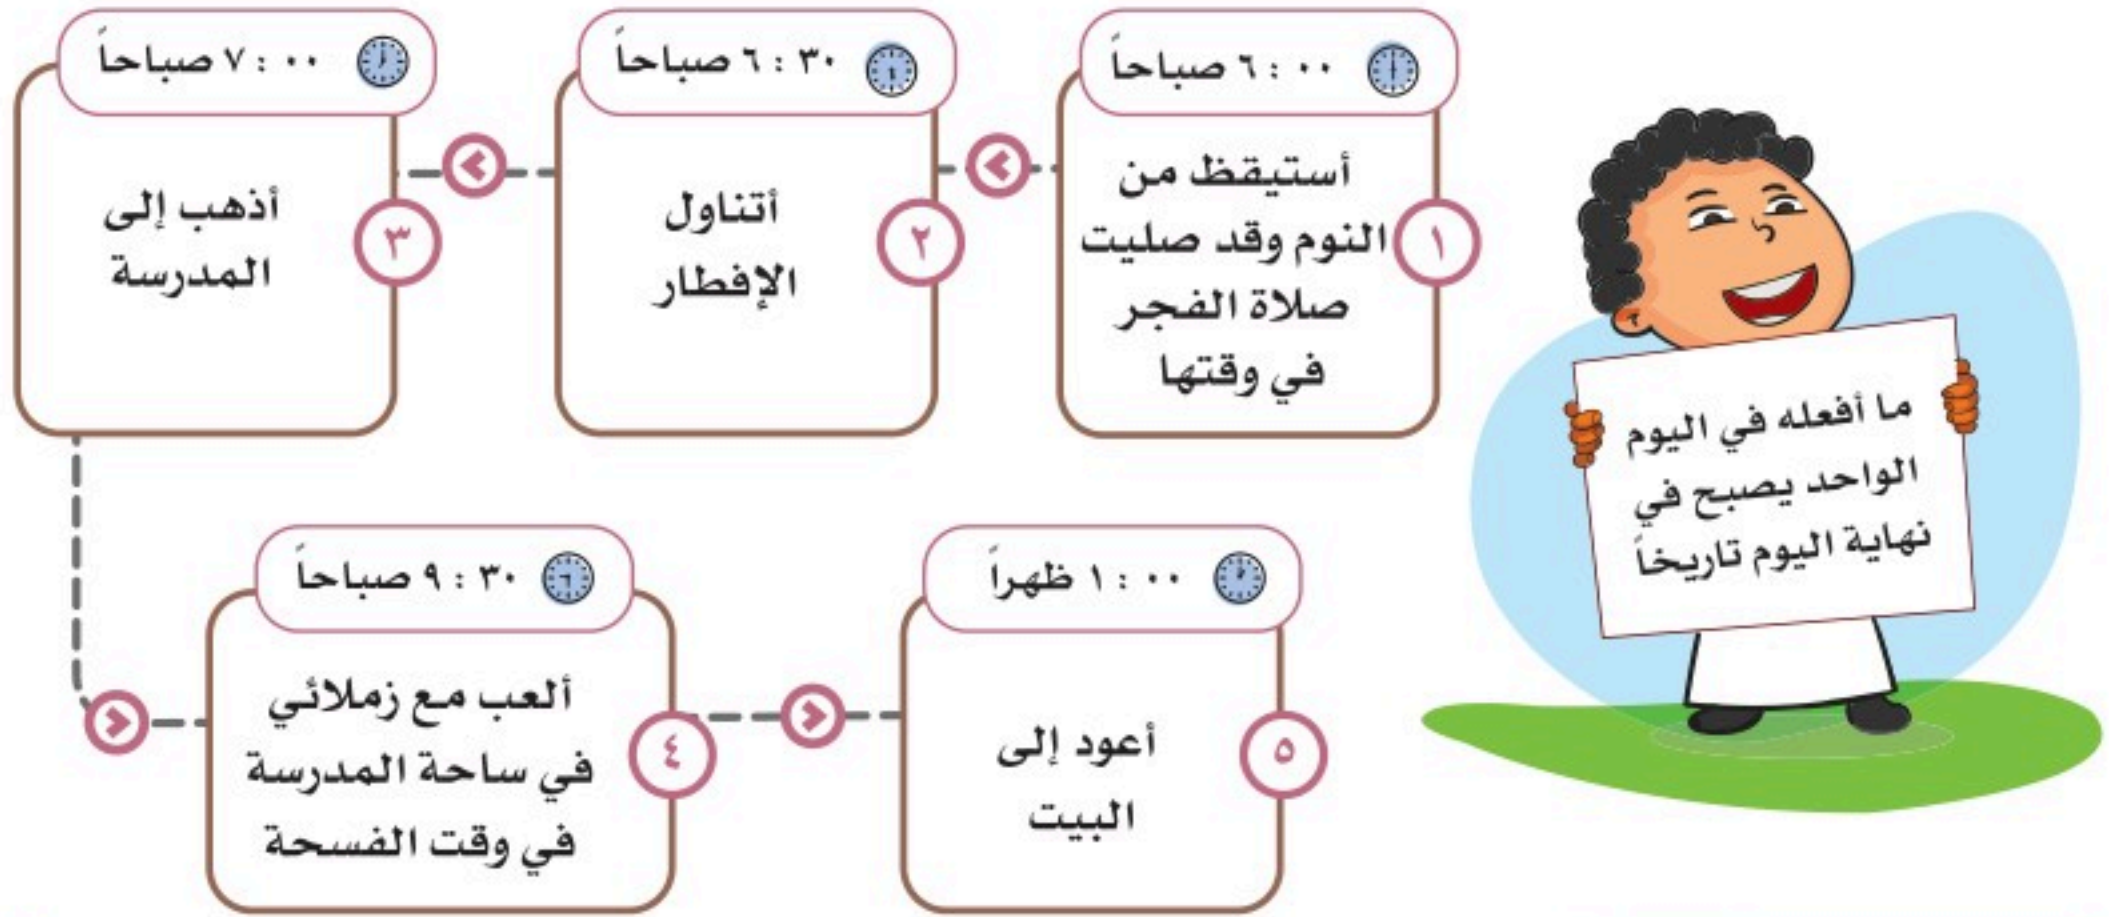 ٦ : ٠٠ صباحاً
١
أستيقظ من
النوم وقد صليت
صلاة الفجر
في وقتها
٦ : ٣٠ صباحاً
٢
أتناول
الإفطار
٧ : ٠٠ صباحاً
٣
أذهب إلى
المدرسة
٩ : ٣٠ صباحاً
٤
ألعب مع زملائي
في ساحة المدرسة
في وقت الفسحة
١ : ٠٠ ظهراً
٥
أعود إلى
البيت
ما أفعله في اليوم
الواحد يصبح في
نهاية اليوم تاريخاً